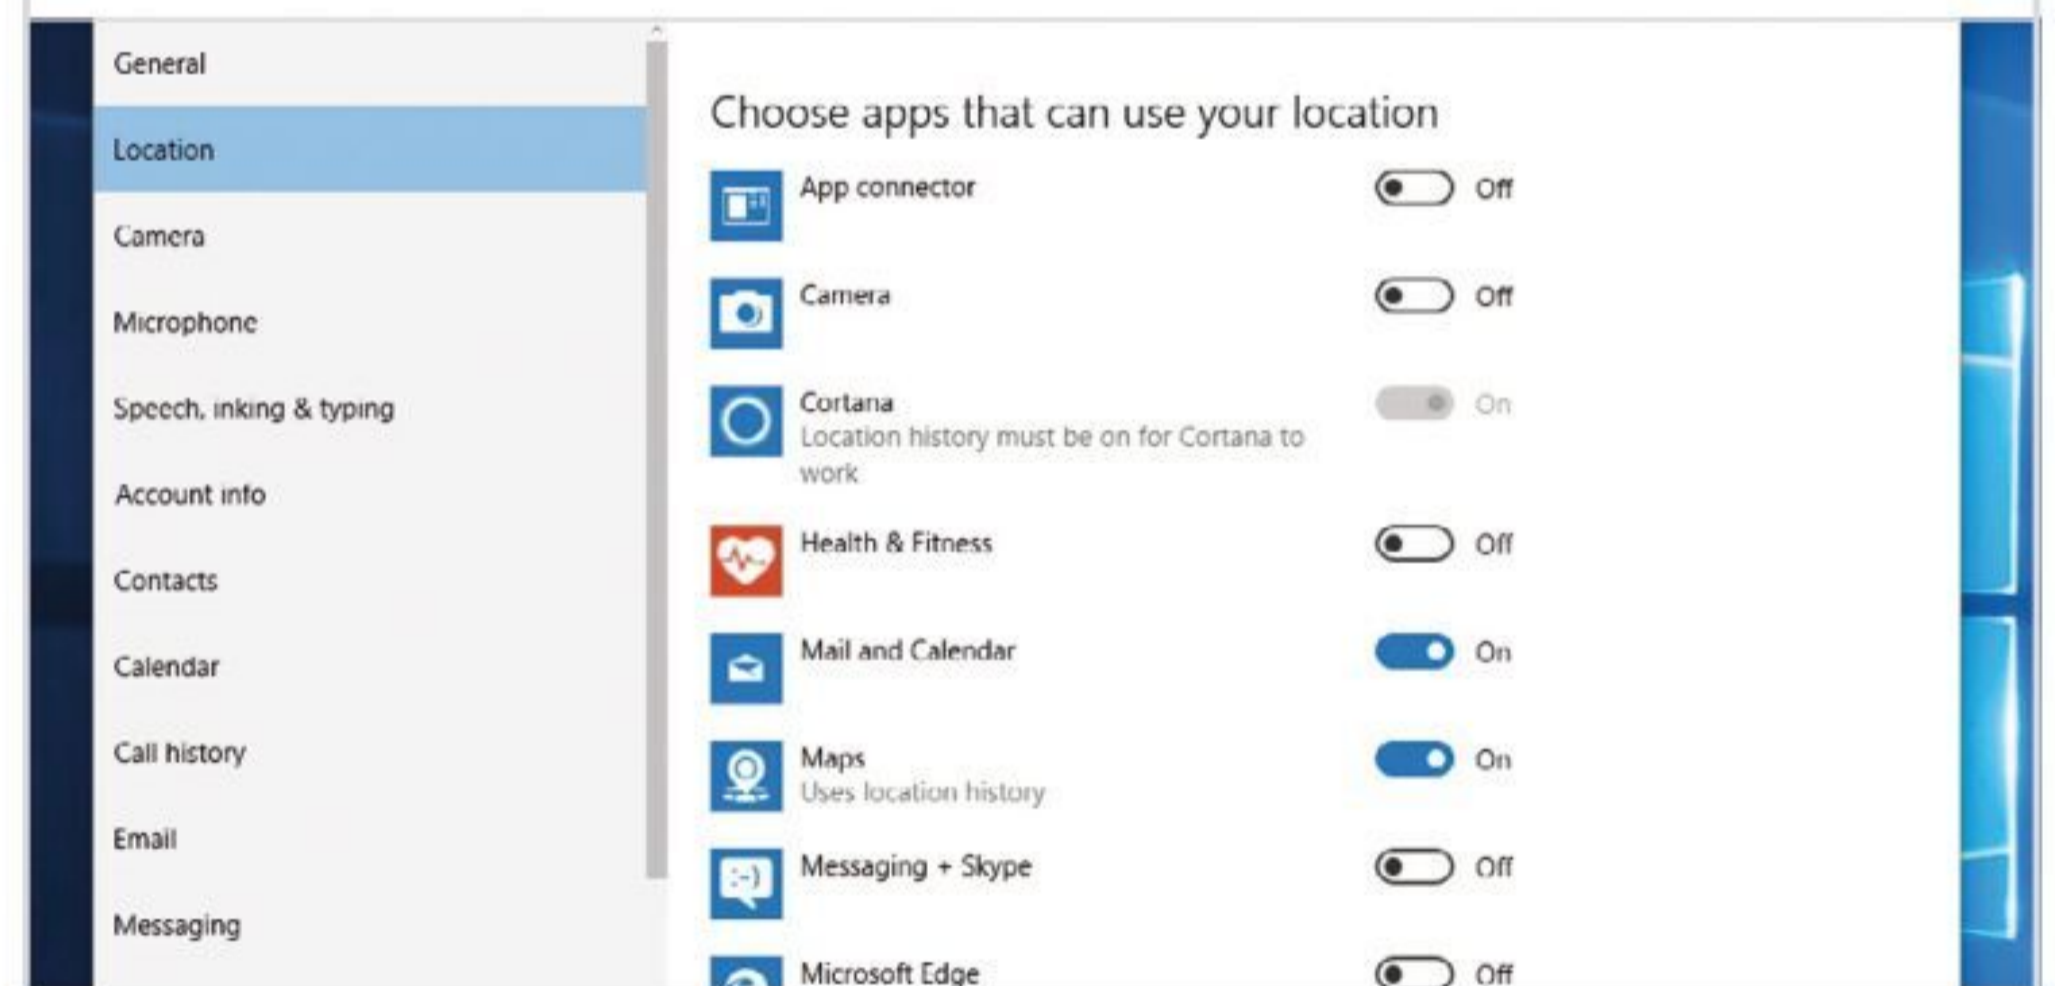 General
Location
Camera
Microphone
Speech, inking & typing
Account info
Contacts
Calendar
Call history
Email
Messaging
Choose apps that can use your location
App connector Off
Camera Off
Cortana On
Location history must be on for Cortana to
work
Health & Fitness Off
Mail and Calendar On
Maps On
Uses location history
Messaging + Skype Off
:-)
Microsoft Edge Off